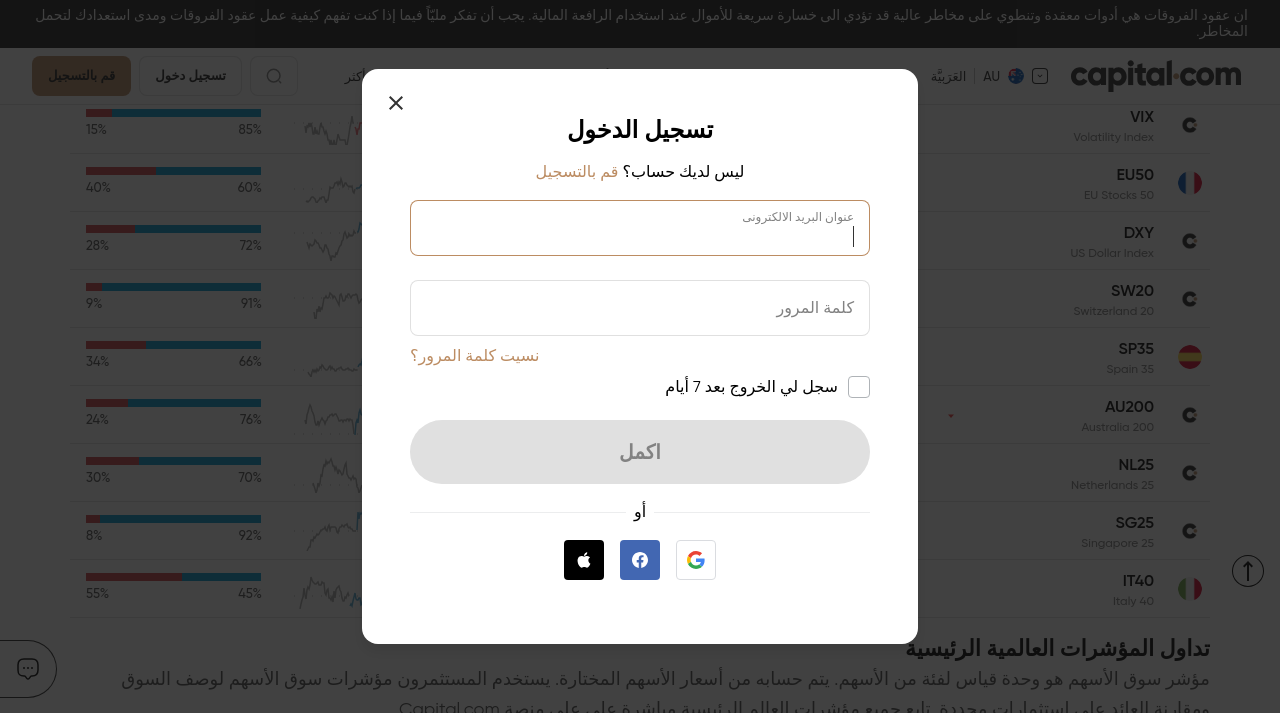 ان عقود الفروقات هي أدوات معقدة وتنطوي على مخاطر عالية قد تؤدي الى خسارة سريعة للأموال عند استخدام الرافعة المالية. يجب أن تفكر مليًا فيما إذا كنت تفهم كيفية عمل عقود الفروقات ومدى استعدادك لتحمل
المخاطر.
capital.com
AU
العَرَبيَّة
أكثر
تسجيل دخول
قم بالتسجيل
تسجيل الدخول
ليس لديك حساب؟ قم بالتسجيل
عنوان البريد الالكترونى
كلمة المرور
نسيت كلمة المرور؟
سجل لي الخروج بعد 7 أيام
اكمل
أو
VIX
Volatility Index
85%
15%
EU50
EU Stocks 50
60%
40%
DXY
US Dollar Index
72%
28%
SW20
Switzerland 20
91%
9%
SP35
Spain 35
66%
34%
AU200
Australia 200
76%
24%
NL25
Netherlands 25
70%
30%
SG25
Singapore 25
92%
8%
IT40
Italy 40
45%
55%
تداول المؤشرات العالمية الرئيسية
مؤشر سوق الأسهم هو وحدة قياس لفئة من الأسهم. يتم حسابه من أسعار الأسهم المختارة. يستخدم المستثمرون مؤشرات سوق الأسهم لوصف السوق
ومقارنة العائد على استثمارات محددة. تابع جميع مؤشرات العالم الرئيسية مباشرة على على منصة Capital.com